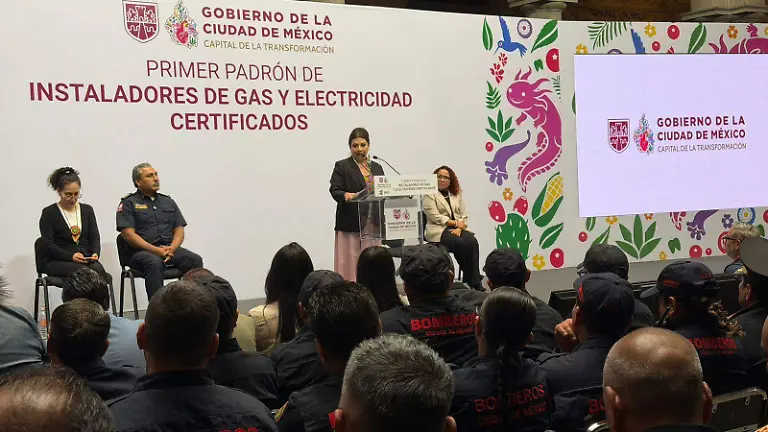 GOBIERNO DE LA
CIUDAD DE MÉXICO
CAPITAL DE LA TRANSFORMACIÓN
PRIMER PADRÓN DE
INSTALADORES DE GAS Y ELECTRICIDAD
CERTIFICADOS
GOBIERNO DE LA
CIUDAD DE MÉXICO
CAPITAL DE LA TRANSFORMACIÓN
BOMBEROS
BOMBEROS